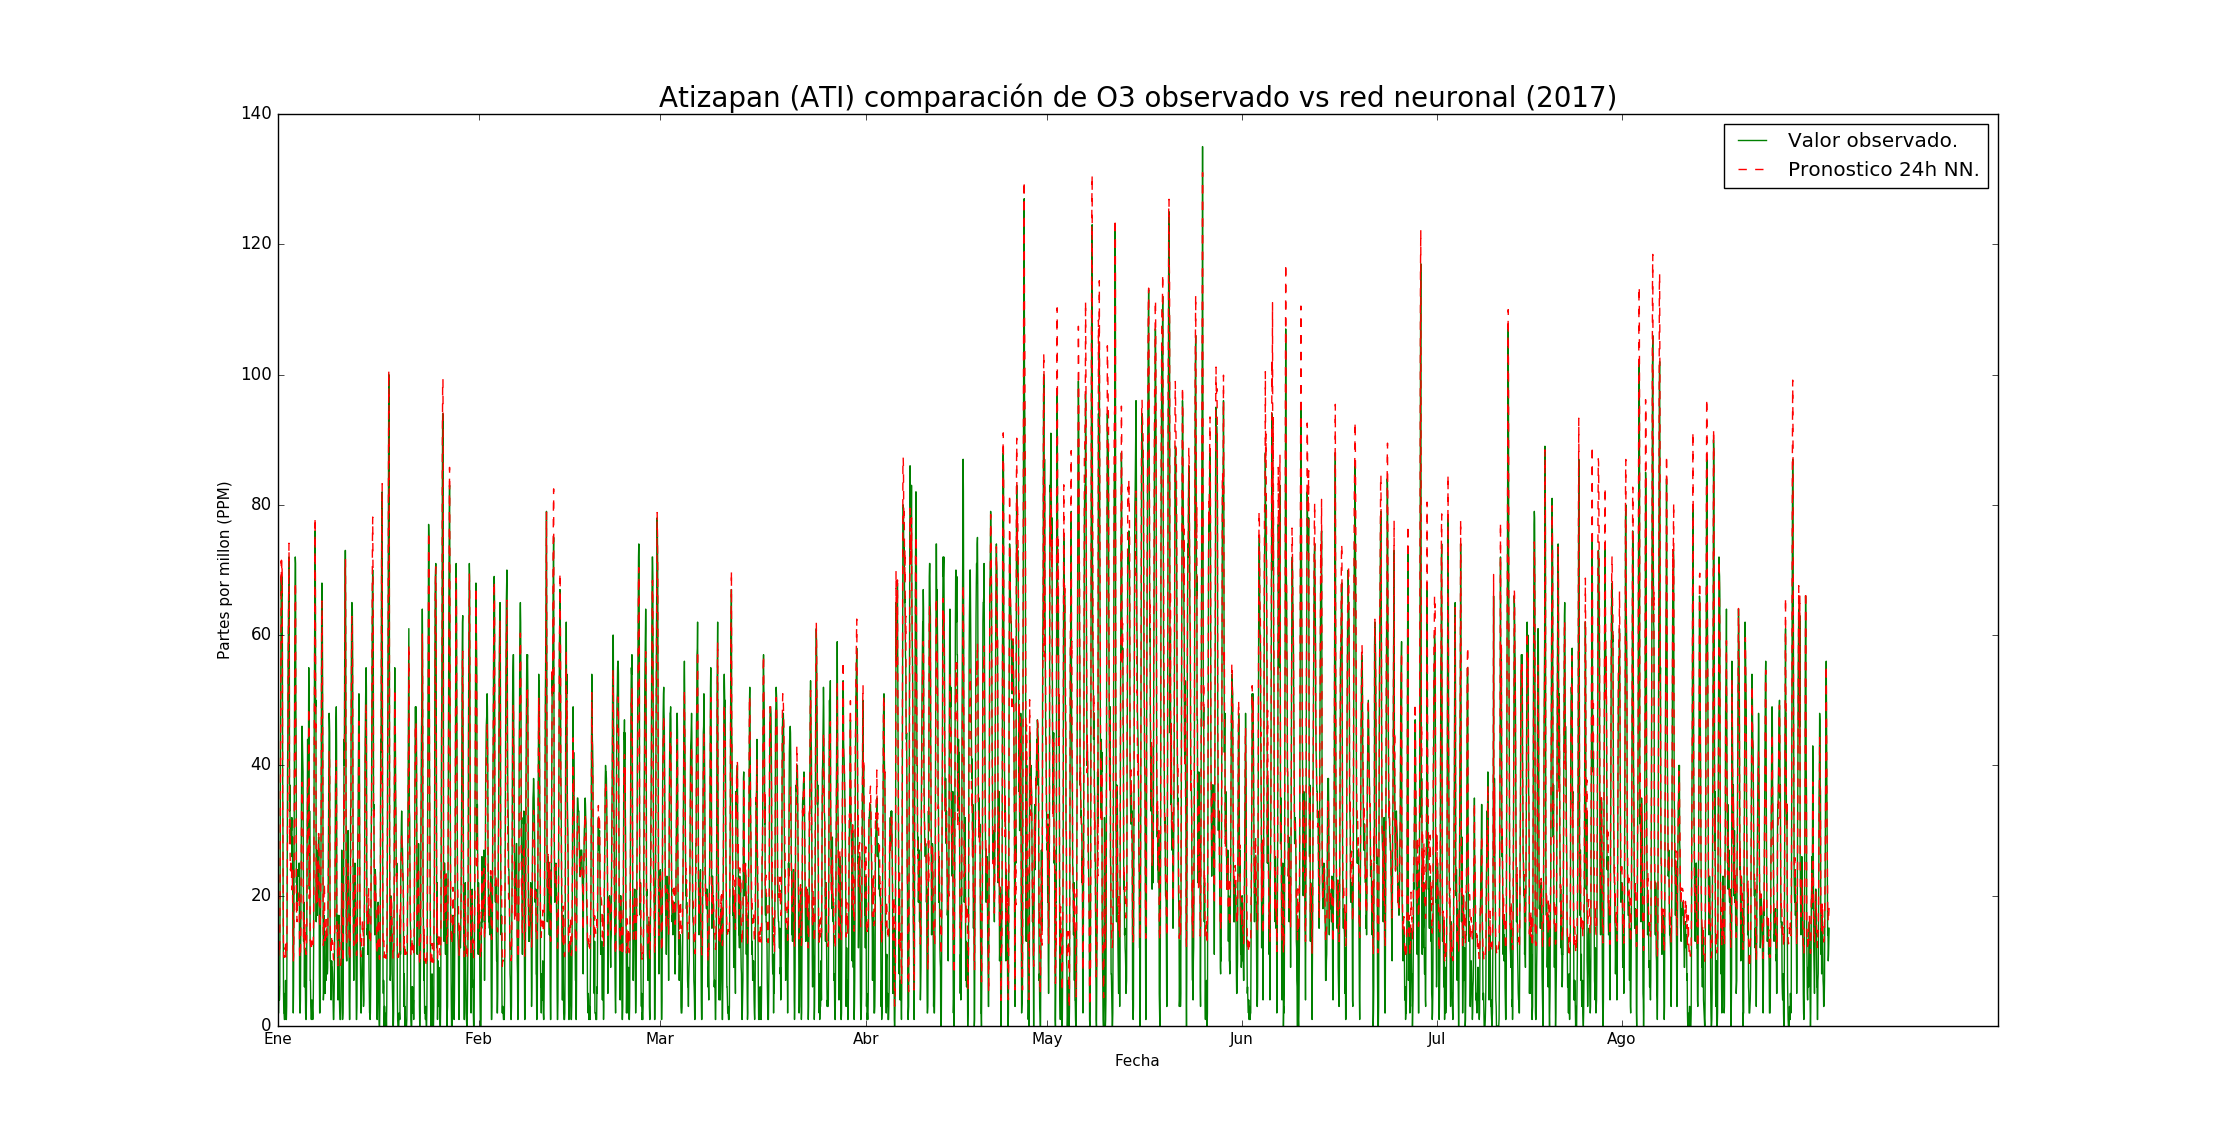 Atizapan (ATI) comparación de O3 observado vs red neuronal (2017)
140
120
100
80
60
40
20
0
Partes por millon (PPM)
Valor observado.
Pronostico 24h NN.
Ene Feb Mar Abr May Jun Jul Ago
Fecha